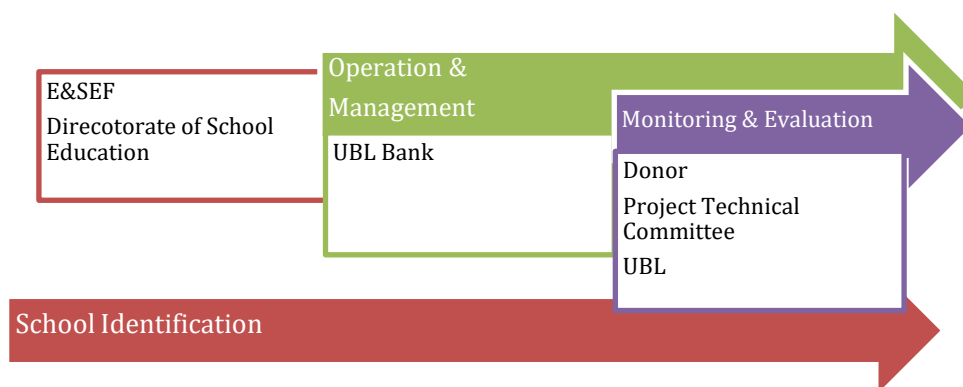 E&SEF
Direcotorate of School
Education
Operation &
Management
UBL Bank
Monitoring & Evaluation
Donor
Project Technical
Committee
UBL
School Identification